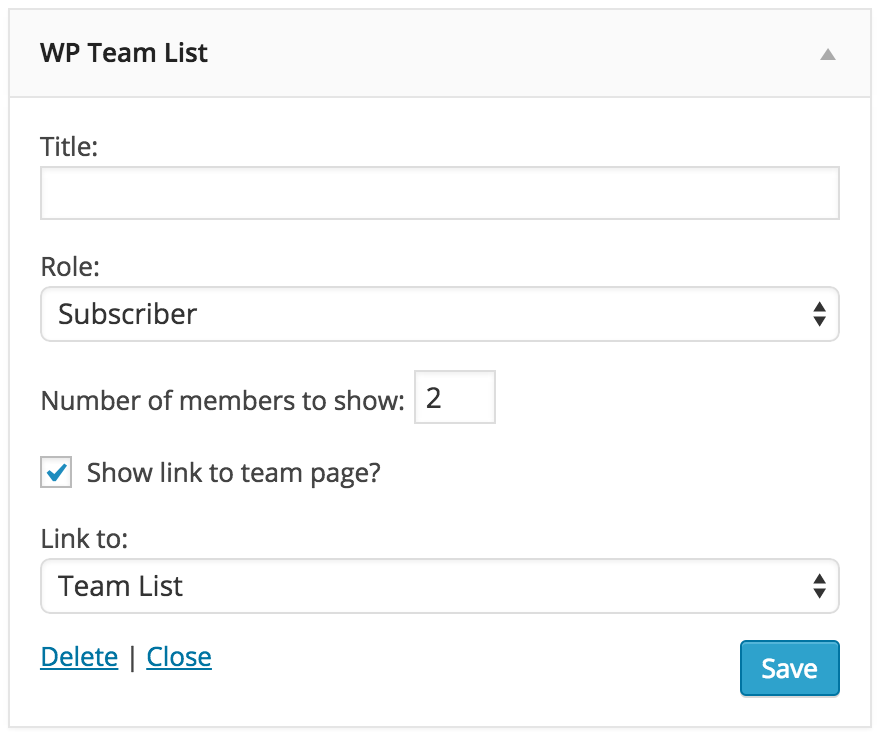 WP Team List
Title:
Role:
Subscriber
Number of members to show: 2
Show link to team page?
Link to:
Team List
Delete | Close
Save